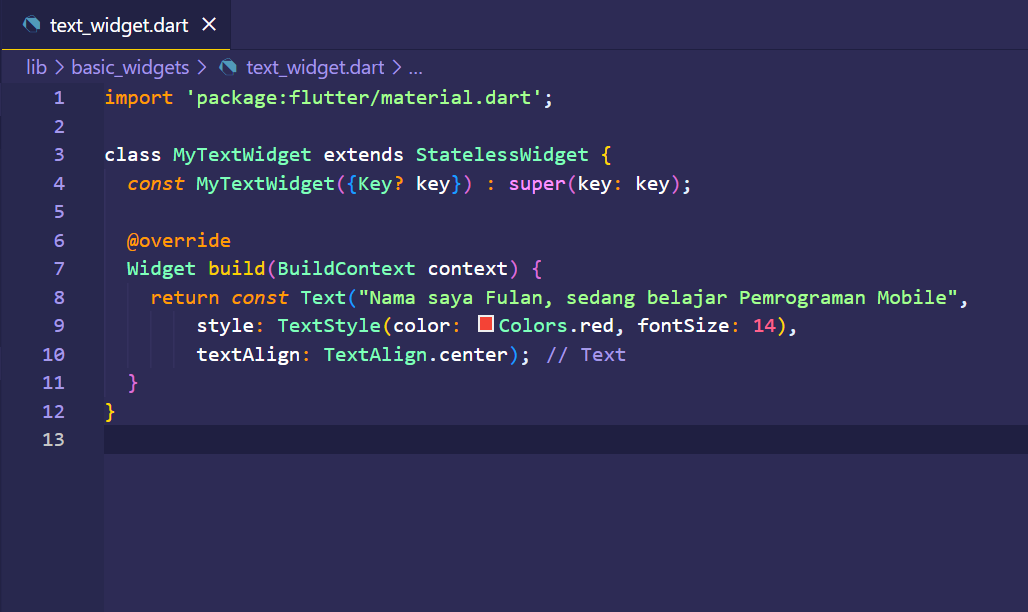 text_widget.dart ×
lib > basic_widgets > text_widget.dart > ...
1 import 'package:flutter/material.dart';
2
3 class MyTextWidget extends StatelessWidget {
4 const MyTextWidget({Key? key}) : super(key: key);
5
6 @override
7 Widget build(BuildContext context) {
8 return const Text("Nama saya Fulan, sedang belajar Pemrograman Mobile",
9 style: TextStyle(color: Colors.red, fontSize: 14),
10 textAlign: TextAlign.center); // Text
11 }
12 }
13